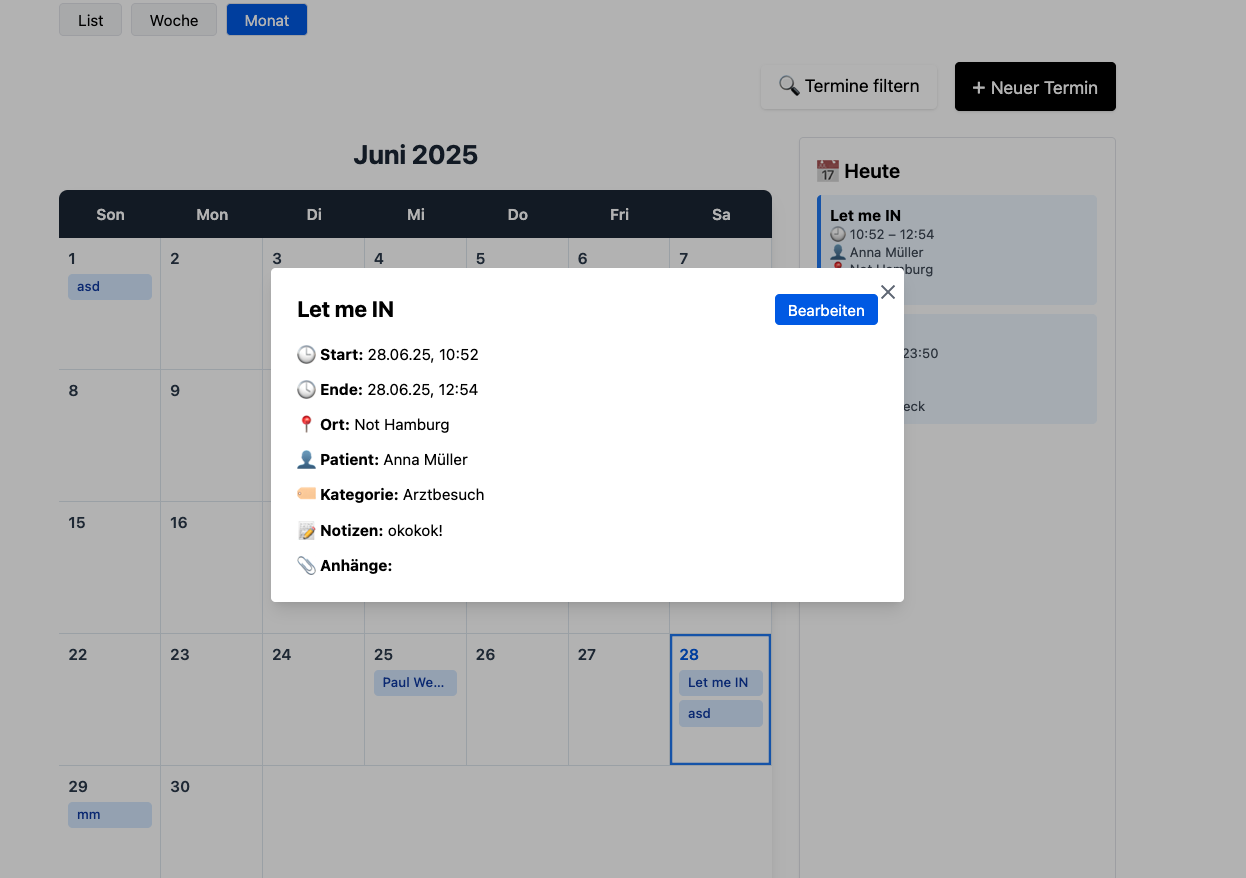 List Woche Monat
🔍 Termine filtern + Neuer Termin
Juni 2025
Son Mon Di Mi Do Fri Sa
1 2 3 4 5 6 7
asd
8 9
15 16
22 23 24 25 26 27 28
Paul We... Let me IN
asd
29 30
mm
Let me IN
Bearbeiten
Start: 28.06.25, 10:52
Ende: 28.06.25, 12:54
Ort: Not Hamburg
Patient: Anna Müller
Kategorie: Arztbesuch
Notizen: okokok!
Anhänge:
17 Heute
Let me IN
10:52 – 12:54
Anna Müller
Not Hamburg
23:50
eck